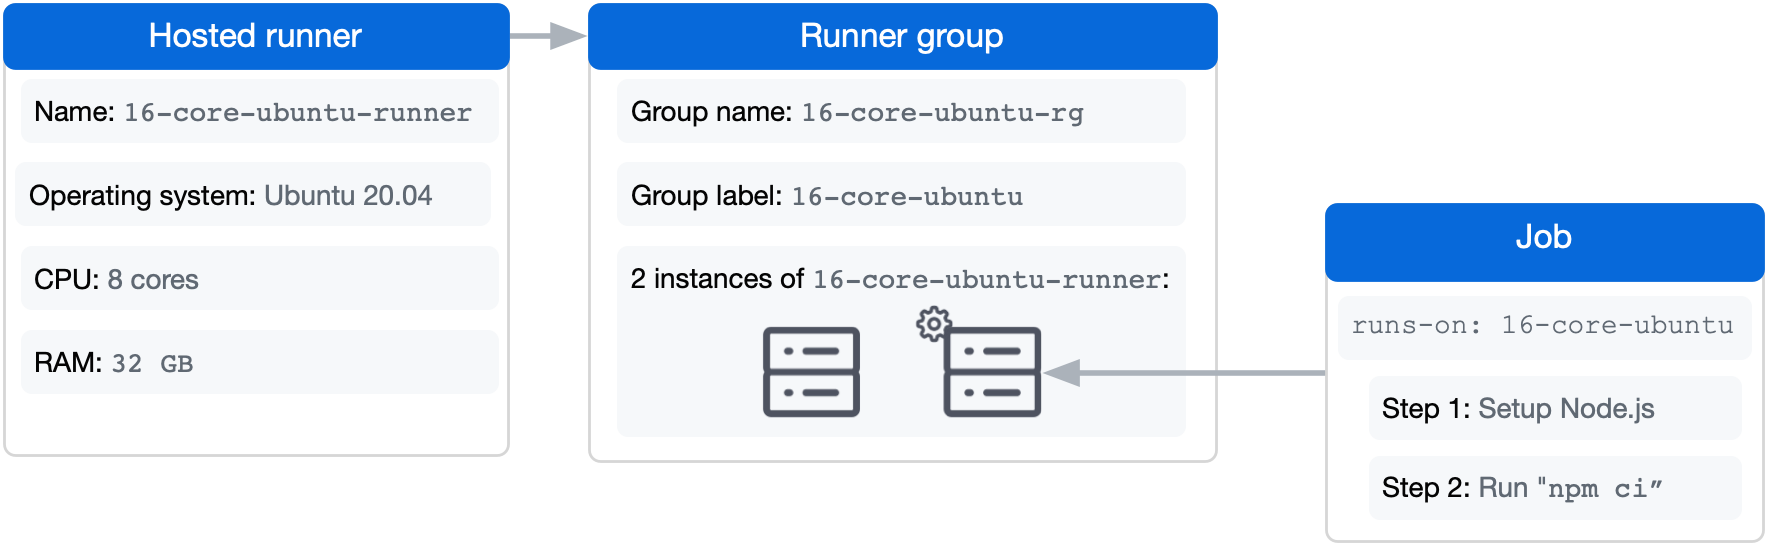 Hosted runner
Name: 16-core-ubuntu-runner
Operating system: Ubuntu 20.04
CPU: 8 cores
RAM: 32 GB
Runner group
Group name: 16-core-ubuntu-rg
Group label: 16-core-ubuntu
2 instances of 16-core-ubuntu-runner:
Job
runs-on: 16-core-ubuntu
Step 1: Setup Node.js
Step 2: Run "npm ci”